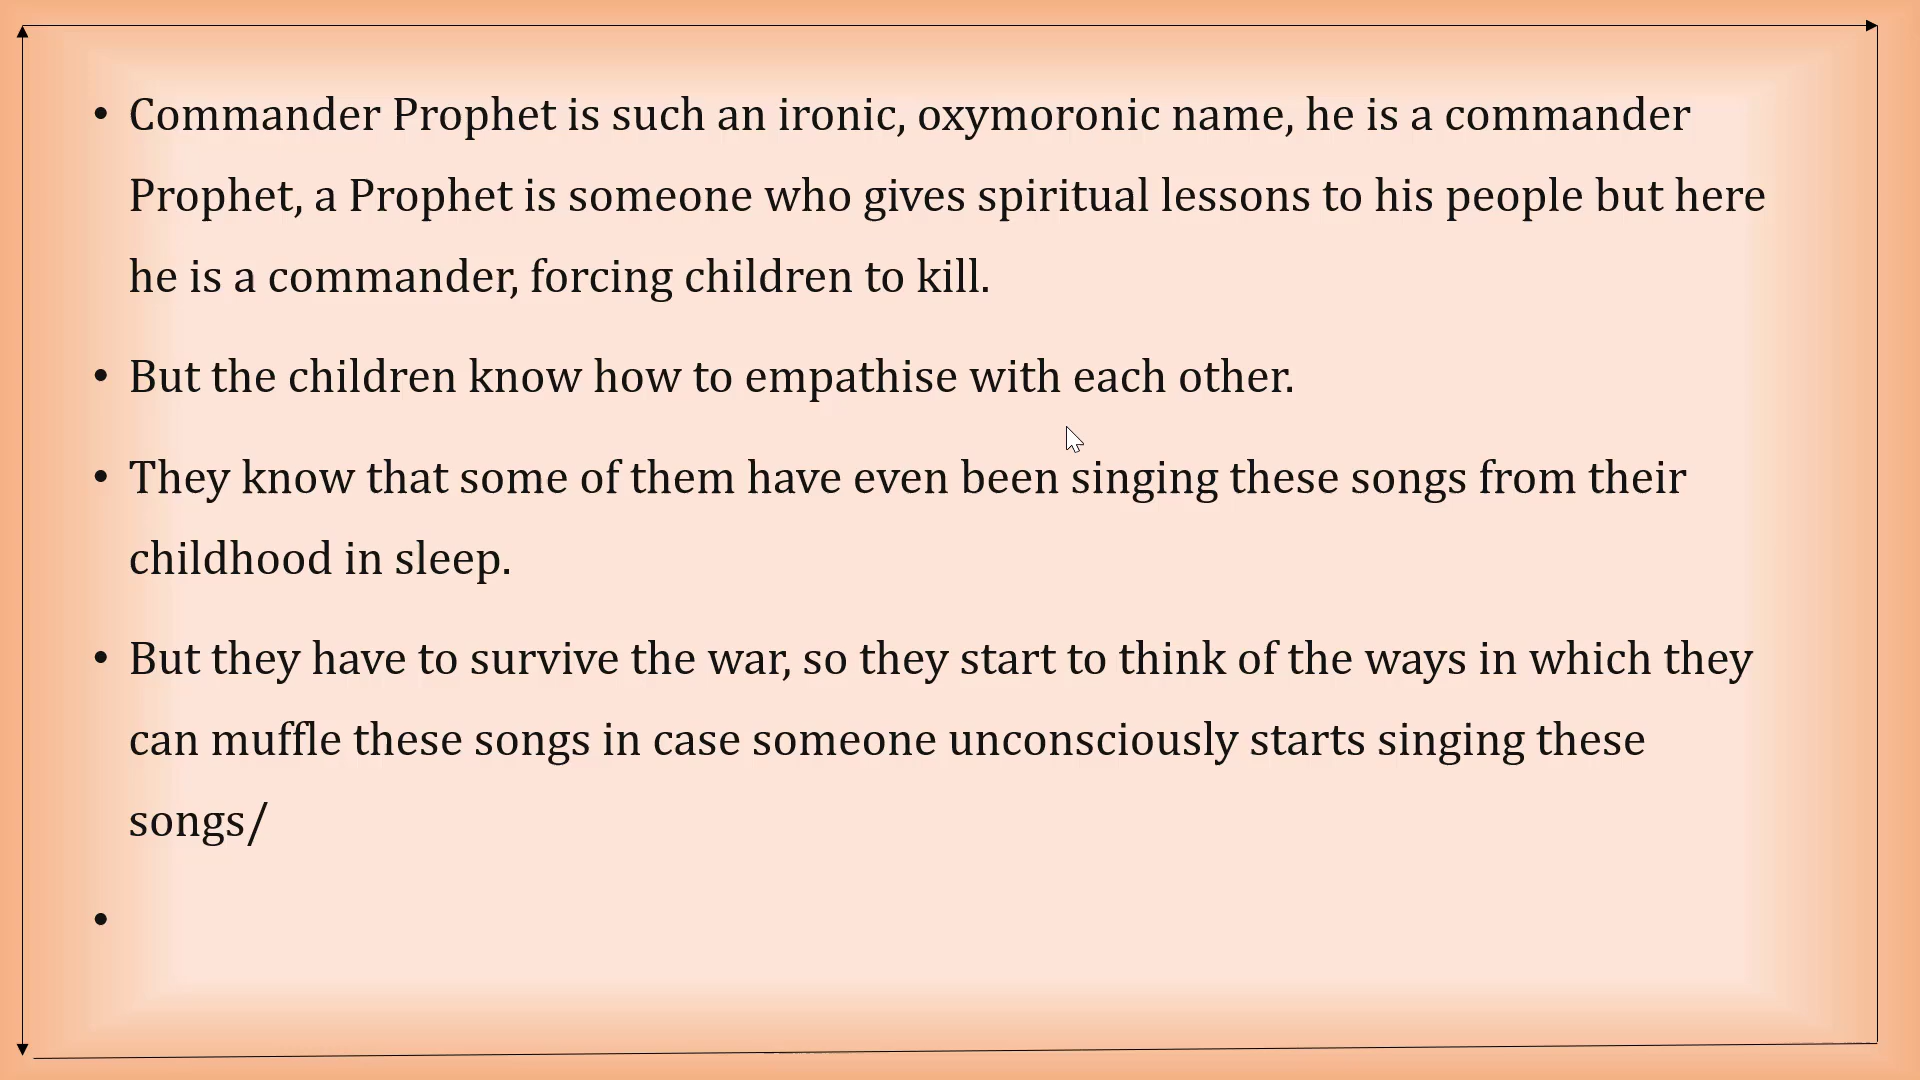 • Commander Prophet is such an ironic, oxymoronic name, he is a commander
Prophet, a Prophet is someone who gives spiritual lessons to his people but here
he is a commander, forcing children to kill.
• But the children know how to empathise with each other.
• They know that some of them have even been singing these songs from their
childhood in sleep.
• But they have to survive the war, so they start to think of the ways in which they
can muffle these songs in case someone unconsciously starts singing these
songs/
•